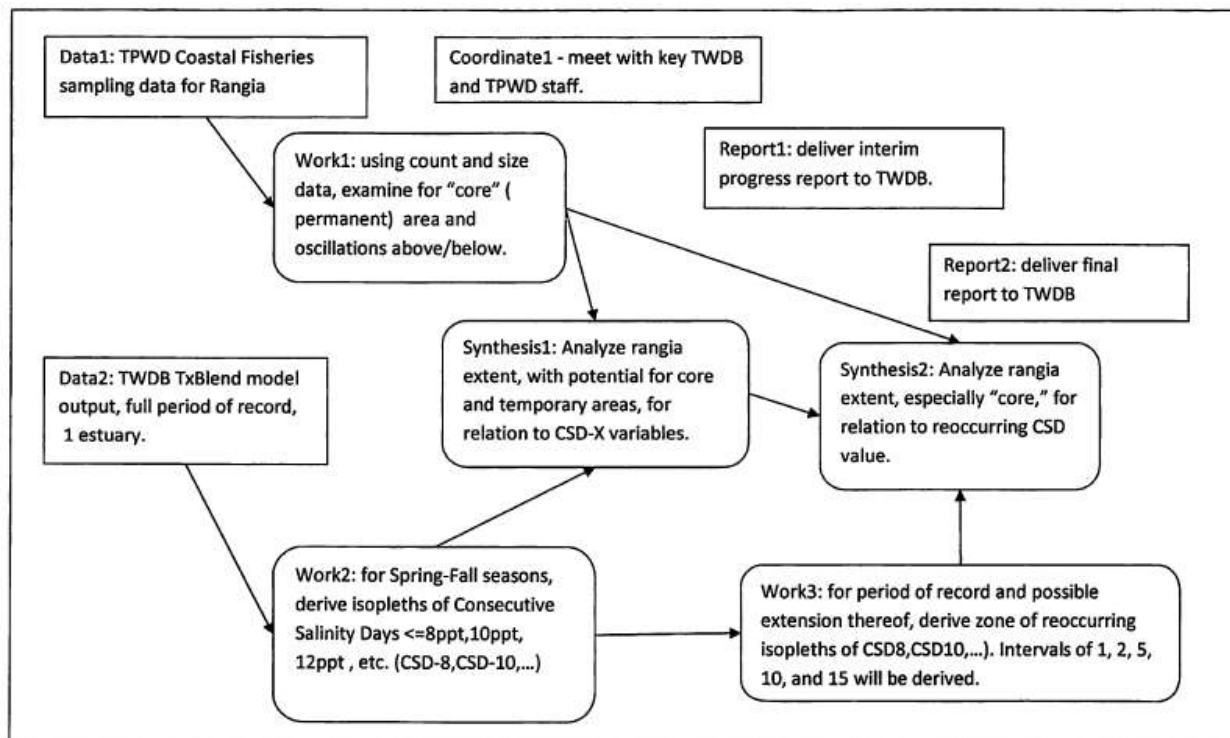 Data1: TPWD Coastal Fisheries
sampling data for Rangia
Coordinate1 - meet with key TWDB
and TPWD staff.
Work1: using count and size
data, examine for “core” (
permanent)  area and
oscillations above/below.
Report1: deliver interim
progress report to TWDB.
Report2: deliver final
report to TWDB
Data2: TWDB TxBlend model
output, full period of record,
1 estuary.
Synthesis1: Analyze rangia
extent, with potential for core
and temporary areas, for
relation to CSD-X variables.
Synthesis2: Analyze rangia
extent, especially “core,” for
relation to reoccurring CSD
value.
Work2: for Spring-Fall seasons,
derive isopleths of Consecutive
Salinity Days <=8ppt,10ppt,
12ppt , etc. (CSD-8,CSD-10,...)
Work3: for period of record and possible
extension thereof, derive zone of reoccurring
isopleths of CSD8,CSD10,...). Intervals of 1, 2, 5,
10, and 15 will be derived.